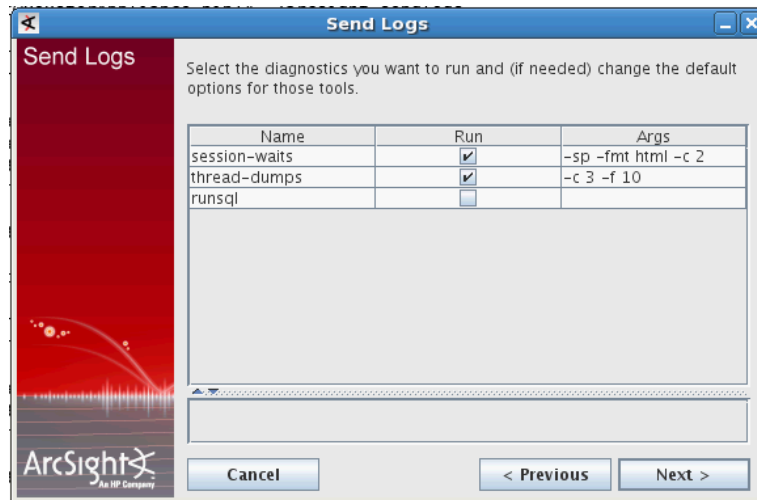 Send Logs
Send Logs
Select the diagnostics you want to run and (if needed) change the default
options for those tools.
Name Run Args
session-waits -sp -fmt html -c 2
thread-dumps -c 3 -f 10
runsql
ArcSight
An HP Company
Cancel < Previous Next >